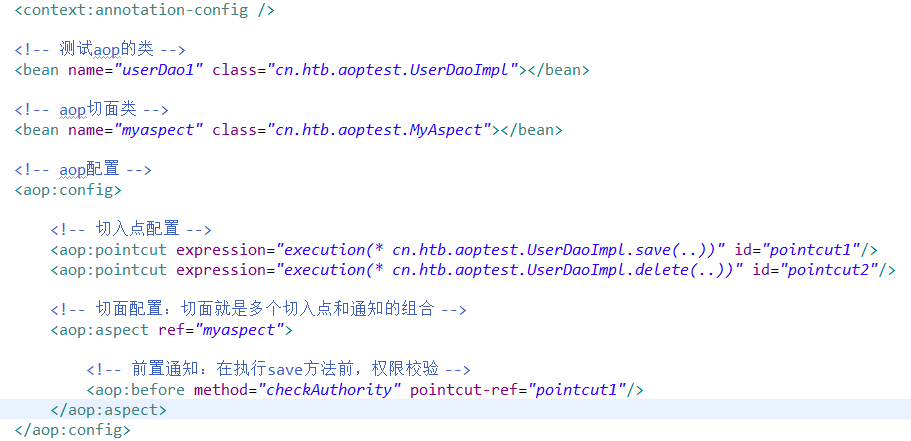 <context:annotation-config />
<!-- 测试aop的类 -->
<bean name="userDao1" class="cn.htb.aoptest.UserDaoImpl"></bean>
<!-- aop切面类 -->
<bean name="myaspect" class="cn.htb.aoptest.MyAspect"></bean>
<!-- aop配置 -->
<aop:config>
<!-- 切入点配置 -->
<aop:pointcut expression="execution(* cn.htb.aoptest.UserDaoImpl.save(..))" id="pointcut1"/>
<aop:pointcut expression="execution(* cn.htb.aoptest.UserDaoImpl.delete(..))" id="pointcut2"/>
<!-- 切面配置：切面就是多个切入点和通知的组合 -->
<aop:aspect ref="myaspect">
<!-- 前置通知：在执行save方法前，权限校验 -->
<aop:before method="checkAuthority" pointcut-ref="pointcut1"/>
</aop:aspect>
</aop:config>